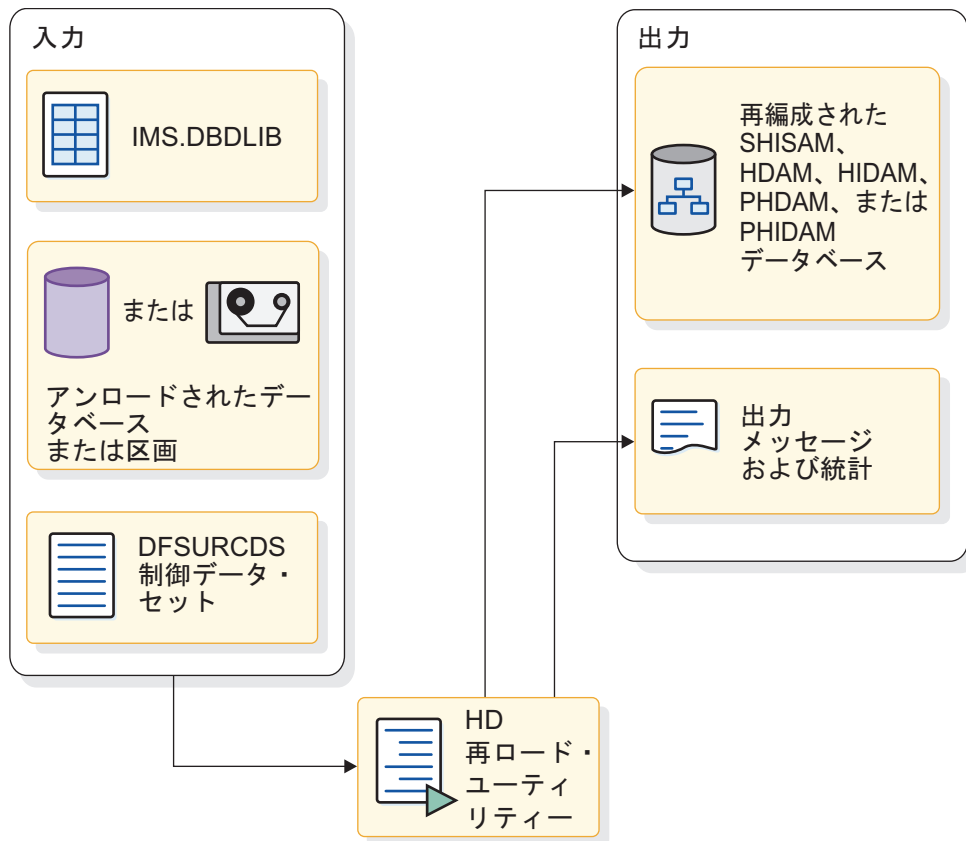 入力
IMS.DBDLIB
または
アンロードされたデー
タベース
または区画
DFSURCDS
制御データ・
セット
HD
再ロード・
ユーティ
リティー
出力
再編成された
SHISAM、
HDAM、HIDAM、
PHDAM、または
PHIDAM
データベース
出力
メッセージ
および統計